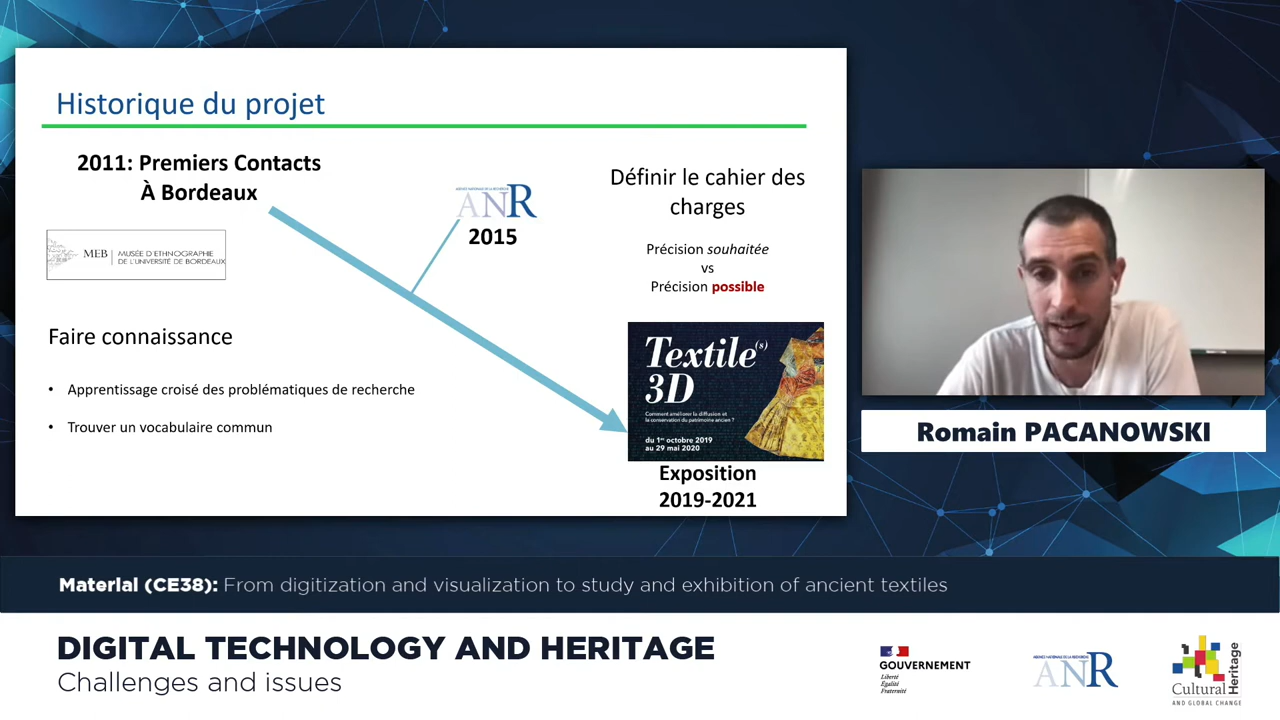 Historique du projet
2011: Premiers Contacts
À Bordeaux
MEB
MUSÉE D'ETHNOGRAPHIE
DE L'UNIVERSITÉ DE BORDEAUX
Faire connaissance
• Apprentissage croisé des problématiques de recherche
• Trouver un vocabulaire commun
ANR
2015
Définir le cahier des
charges
Précision souhaitée
vs
Précision possible
Textile(s)
3D
Comment améliorer la diffusion et
la conservation du patrimoine ancien ?
du 1er octobre 2019
au 29 mai 2020
Exposition
2019-2021
Romain PACANOWSKI
Material (CE38): From digitization and visualization to study and exhibition of ancient textiles
DIGITAL TECHNOLOGY AND HERITAGE
Challenges and issues
GOUVERNEMENT
Liberté
Égalité
Fraternité
ANR
Cultural
Heritage
AND GLOBAL CHANGE